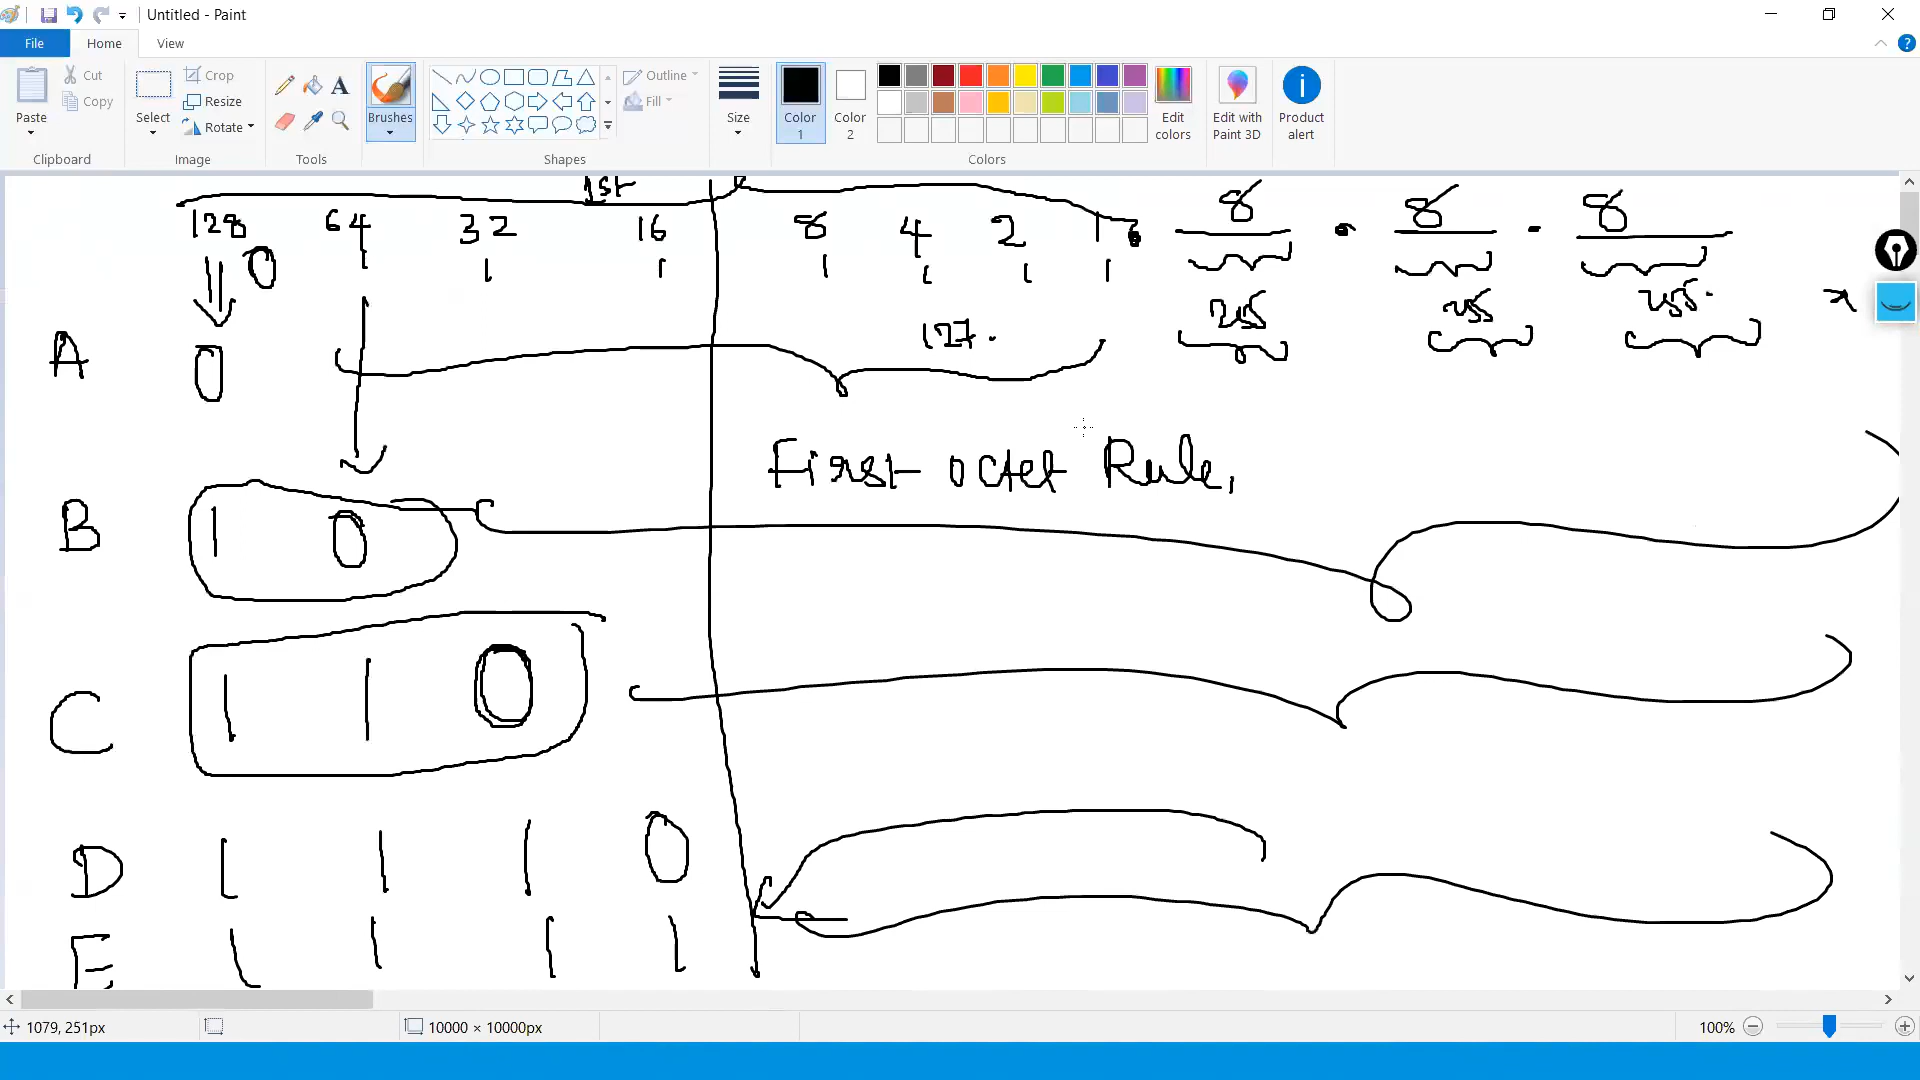 Untitled - Paint
File Home View
Paste
Cut
Copy
Clipboard
Select
Crop
Resize
Rotate
Image
Tools
Brushes
Shapes
Outline
Fill
Size
Color 1
Color 2
Edit colors
Colors
Edit with Paint 3D
Product alert
1st
128 64 32 16 8 4 2 1 8 . 8 . 8
0 1 1 1 1 1 1 1
127.
A 0
First octet Rule,
B 1 0
C 1 1 0
D 1 1 1 0
E 1 1 1 1
1079, 251px
10000 × 10000px
100%